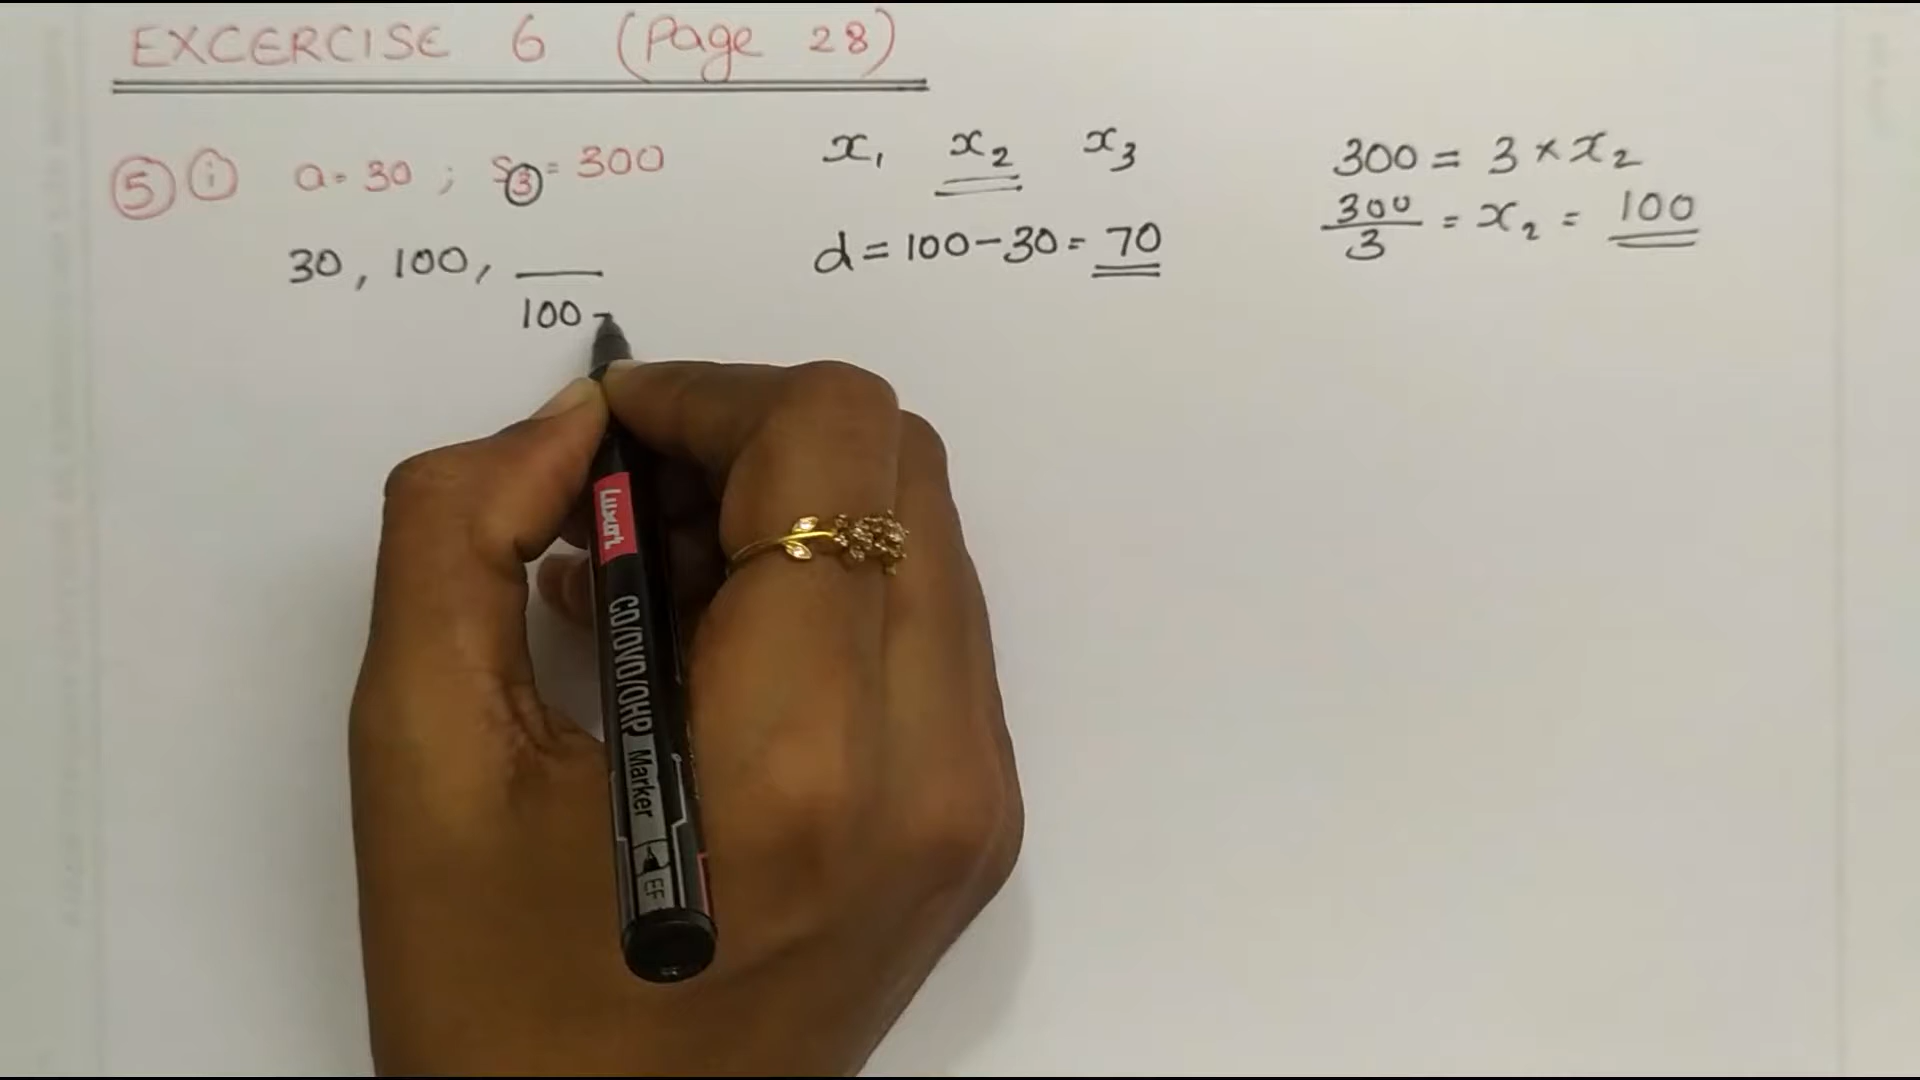 EXCERCISE 6 (Page 28)
⑤ ⓘ a = 30 ; S③ = 300
30, 100, ___
100 -
x₁ x₂ x₃
d = 100 - 30 = 70
300 = 3 × x₂
300/3 = x₂ = 100
Luxor
CD/DVD/OHP Marker
EF